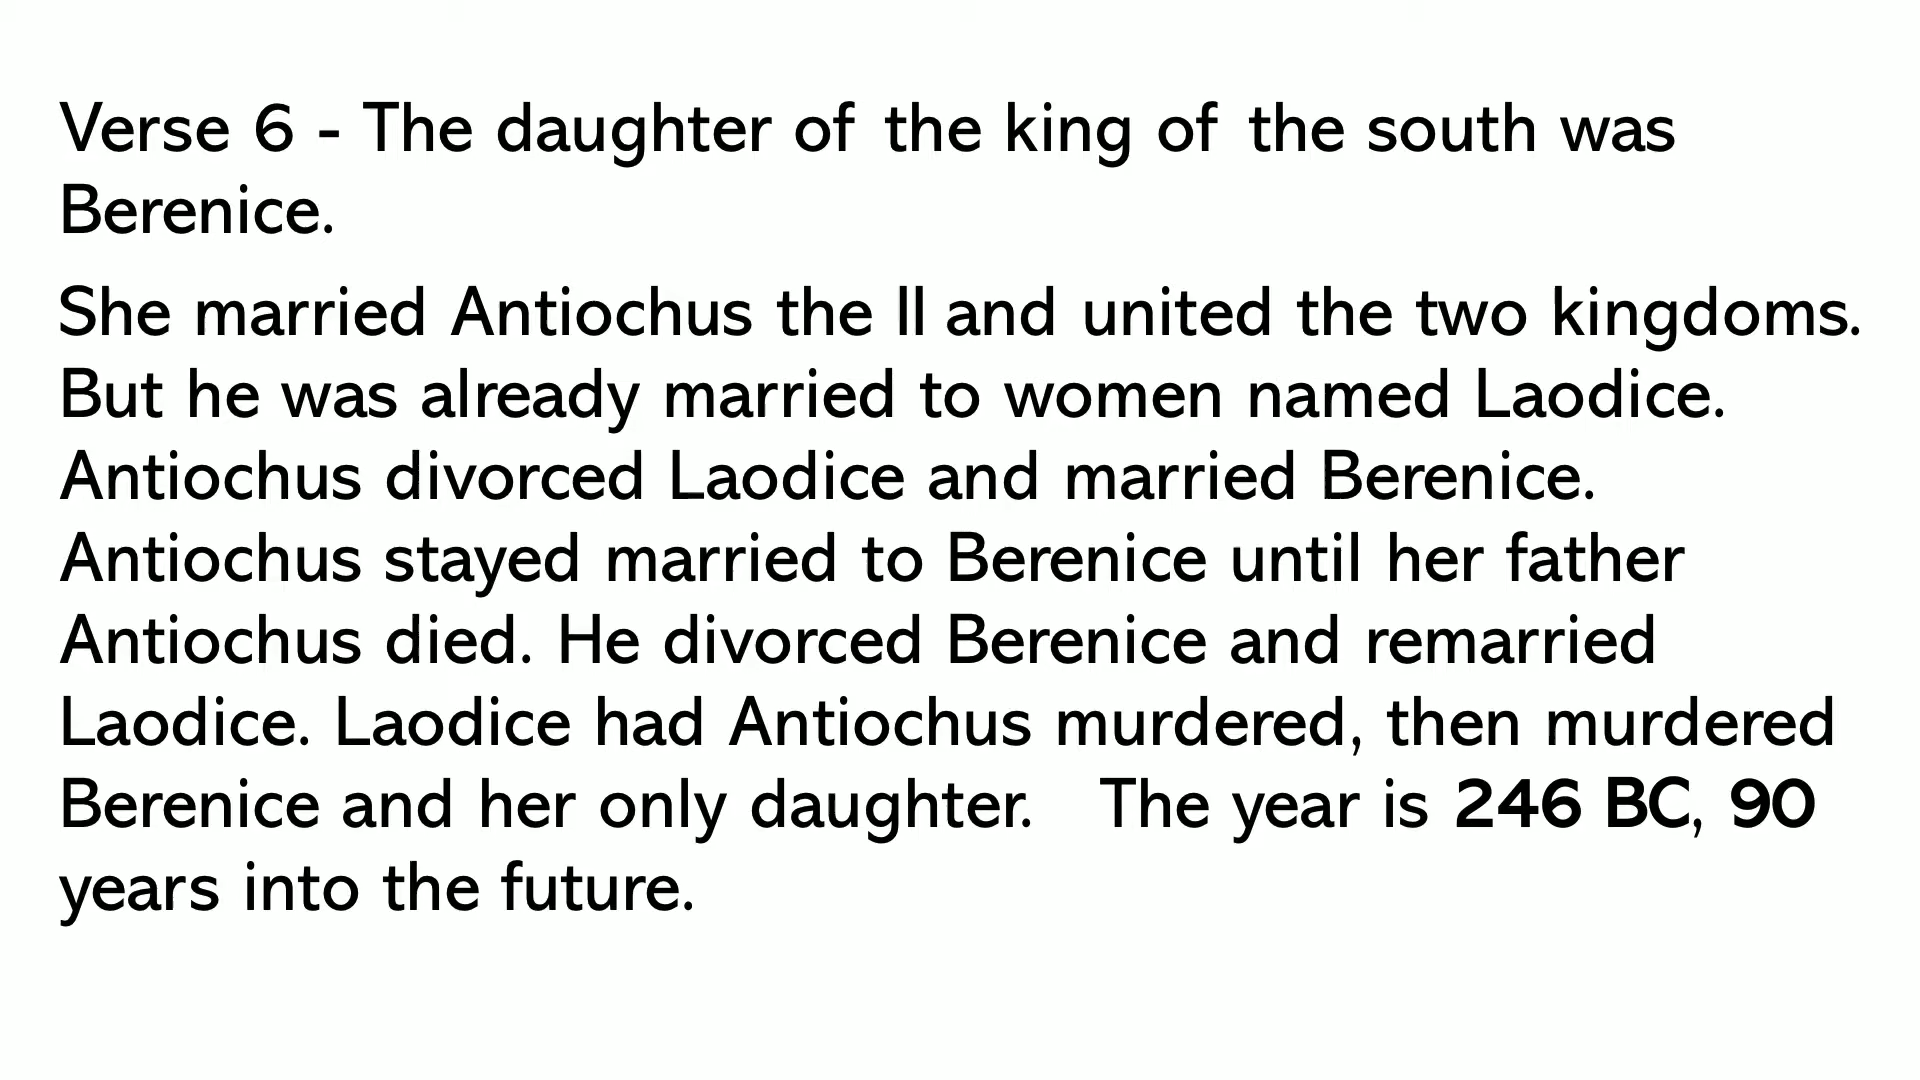 Verse 6 - The daughter of the king of the south was
Berenice.
She married Antiochus the ll and united the two kingdoms.
But he was already married to women named Laodice.
Antiochus divorced Laodice and married Berenice.
Antiochus stayed married to Berenice until her father
Antiochus died. He divorced Berenice and remarried
Laodice. Laodice had Antiochus murdered, then murdered
Berenice and her only daughter. The year is 246 BC, 90
years into the future.